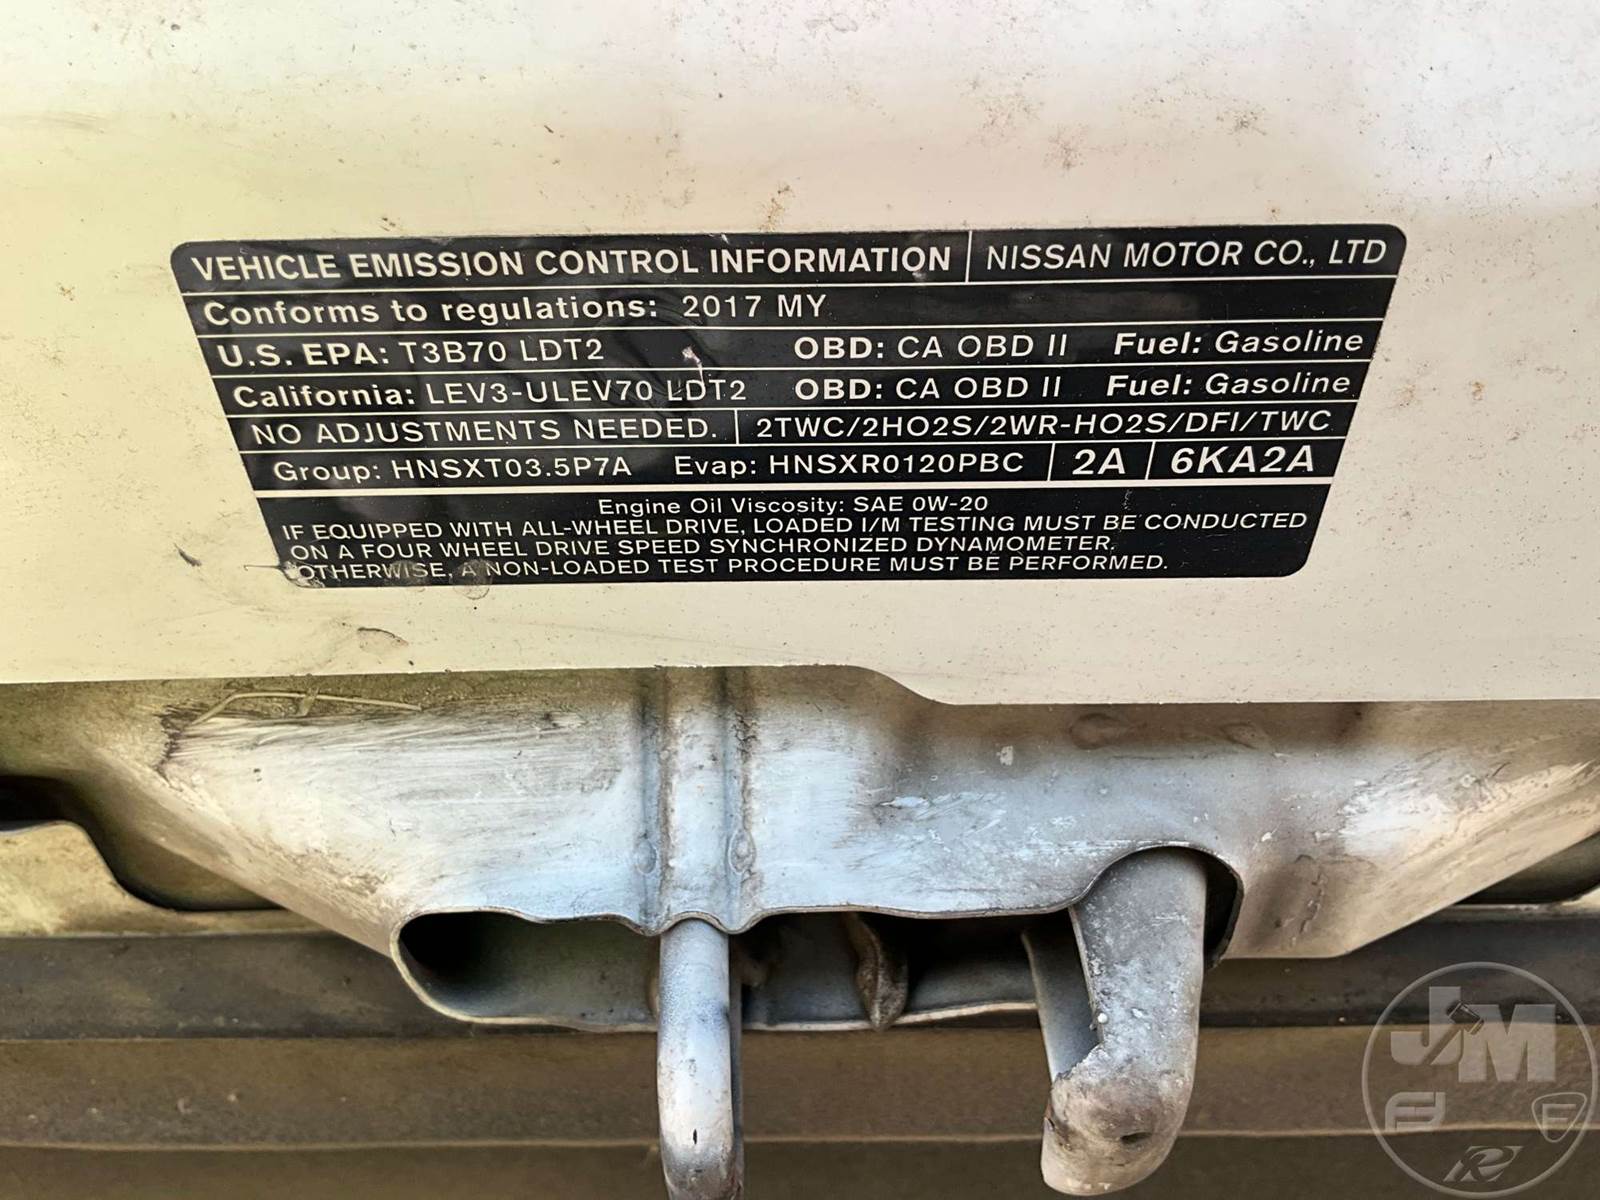 VEHICLE EMISSION CONTROL INFORMATION NISSAN MOTOR CO., LTD
Conforms to regulations: 2017 MY
U.S. EPA: T3B70 LDT2 OBD: CA OBD II Fuel: Gasoline
California: LEV3-ULEV70 LDT2 OBD: CA OBD II Fuel: Gasoline
NO ADJUSTMENTS NEEDED. 2TWC/2HO2S/2WR-HO2S/DFI/TWC
Group: HNSXT03.5P7A Evap: HNSXR0120PBC 2A 6KA2A
Engine Oil Viscosity: SAE 0W-20
IF EQUIPPED WITH ALL-WHEEL DRIVE, LOADED I/M TESTING MUST BE CONDUCTED
ON A FOUR WHEEL DRIVE SPEED SYNCHRONIZED DYNAMOMETER.
OTHERWISE, A NON-LOADED TEST PROCEDURE MUST BE PERFORMED.
JM